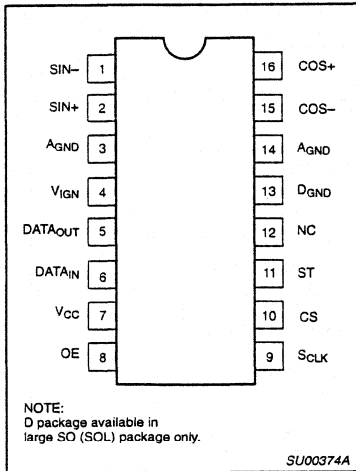 SIN– 1 16 COS+
SIN+ 2 15 COS–
AGND 3 14 AGND
VIGN 4 13 DGND
DATAOUT 5 12 NC
DATAIN 6 11 ST
VCC 7 10 CS
OE 8 9 SCLK
NOTE:
D package available in
large SO (SOL) package only.
SU00374A